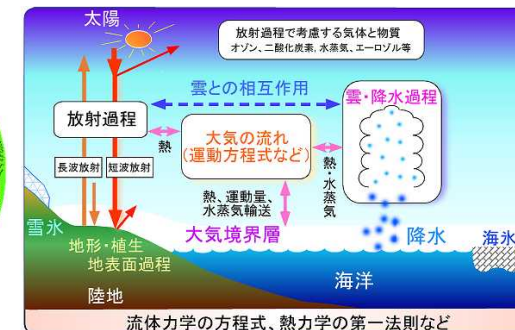 太陽
放射過程で考慮する気体と物質
オゾン、二酸化炭素、水蒸気、エーロゾル等
雲との相互作用
雲・降水過程
放射過程
熱
大気の流れ
(運動方程式など)
熱・水蒸気
長波放射
短波放射
熱、運動量、
水蒸気輸送
雪氷
地形・植生
地表面過程
大気境界層
降水
海氷
海洋
陸地
流体力学の方程式、熱力学の第一法則など